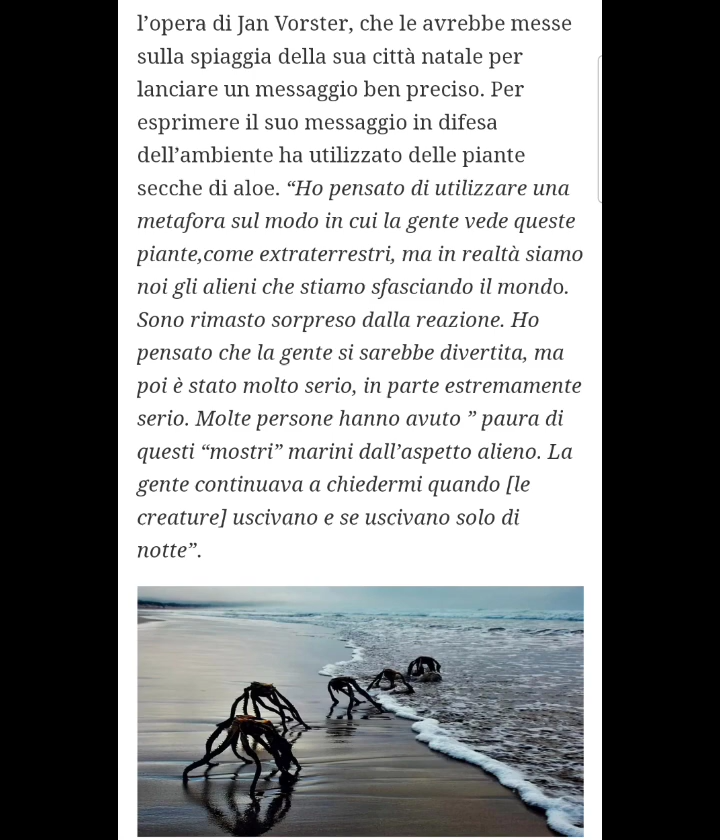 l’opera di Jan Vorster, che le avrebbe messe
sulla spiaggia della sua città natale per
lanciare un messaggio ben preciso. Per
esprimere il suo messaggio in difesa
dell’ambiente ha utilizzato delle piante
secche di aloe. “Ho pensato di utilizzare una
metafora sul modo in cui la gente vede queste
piante,come extraterrestri, ma in realtà siamo
noi gli alieni che stiamo sfasciando il mondo.
Sono rimasto sorpreso dalla reazione. Ho
pensato che la gente si sarebbe divertita, ma
poi è stato molto serio, in parte estremamente
serio. Molte persone hanno avuto ” paura di
questi “mostri” marini dall’aspetto alieno. La
gente continuava a chiedermi quando [le
creature] uscivano e se uscivano solo di
notte”.